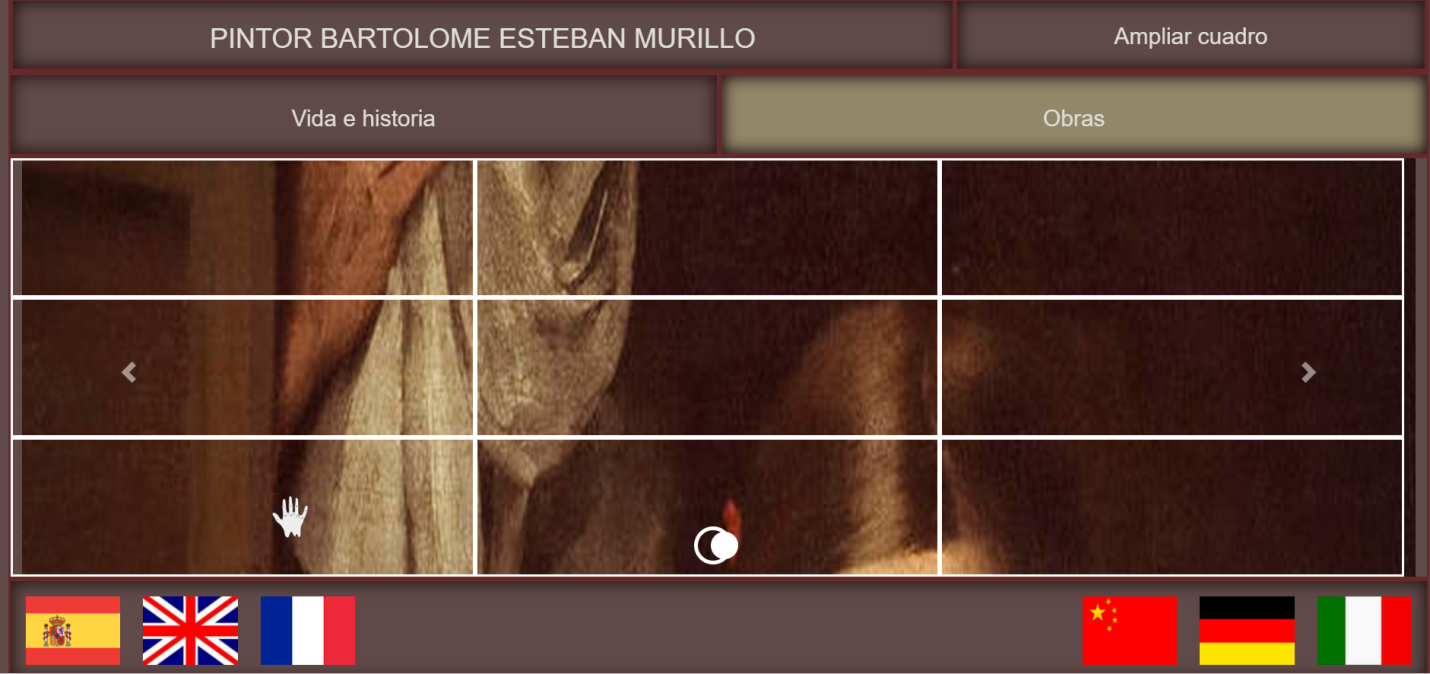 PINTOR BARTOLOME ESTEBAN MURILLO
Ampliar cuadro
Vida e historia
Obras